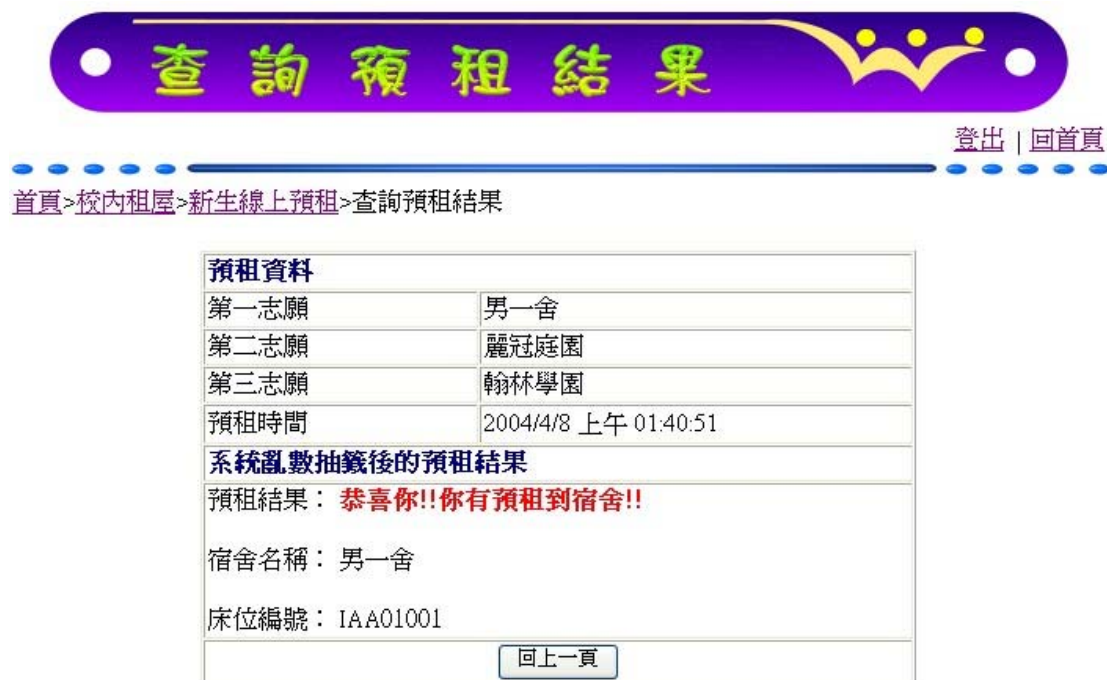 查詢預租結果
登出 | 回首頁
首頁>校內租屋>新生線上預租>查詢預租結果
預租資料
第一志願 男一舍
第二志願 麗冠庭園
第三志願 翰林學園
預租時間 2004/4/8 上午 01:40:51
系統亂數抽籤後的預租結果
預租結果： 恭喜你!!你有預租到宿舍!!
宿舍名稱： 男一舍
床位編號： IAA01001
回上一頁